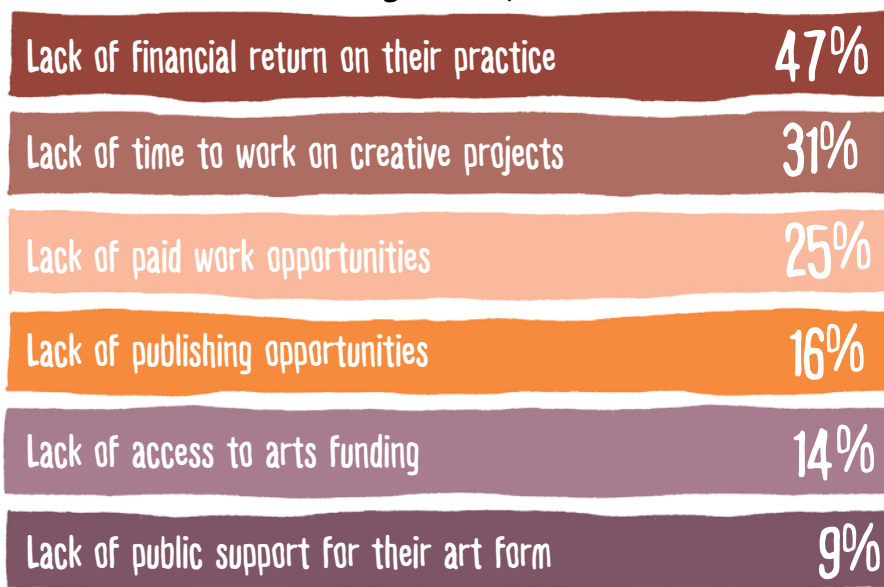 Lack of financial return on their practice 47%
Lack of time to work on creative projects 31%
Lack of paid work opportunities 25%
Lack of publishing opportunities 16%
Lack of access to arts funding 14%
Lack of public support for their art form 9%